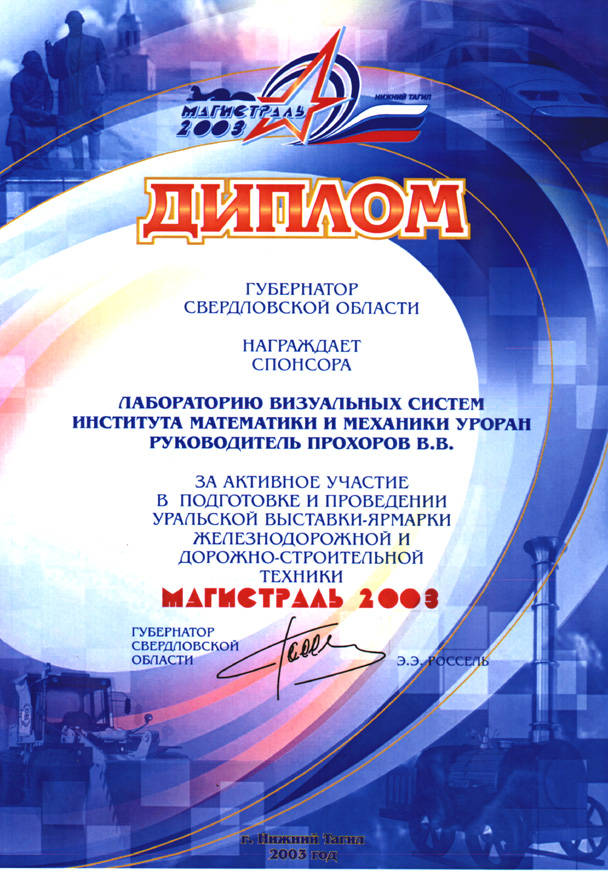 МАГИСТРАЛЬ
2003
НИЖНИЙ ТАГИЛ
ДИПЛОМ
ГУБЕРНАТОР
СВЕРДЛОВСКОЙ ОБЛАСТИ
НАГРАЖДАЕТ
СПОНСОРА
ЛАБОРАТОРИЮ ВИЗУАЛЬНЫХ СИСТЕМ
ИНСТИТУТА МАТЕМАТИКИ И МЕХАНИКИ УРОРАН
РУКОВОДИТЕЛЬ ПРОХОРОВ В.В.
ЗА АКТИВНОЕ УЧАСТИЕ
В ПОДГОТОВКЕ И ПРОВЕДЕНИИ
УРАЛЬСКОЙ ВЫСТАВКИ-ЯРМАРКИ
ЖЕЛЕЗНОДОРОЖНОЙ И
ДОРОЖНО-СТРОИТЕЛЬНОЙ
ТЕХНИКИ
МАГИСТРАЛЬ 2003
ГУБЕРНАТОР
СВЕРДЛОВСКОЙ
ОБЛАСТИ
Э.Э. РОССЕЛЬ
г. Нижний Тагил
2003 год